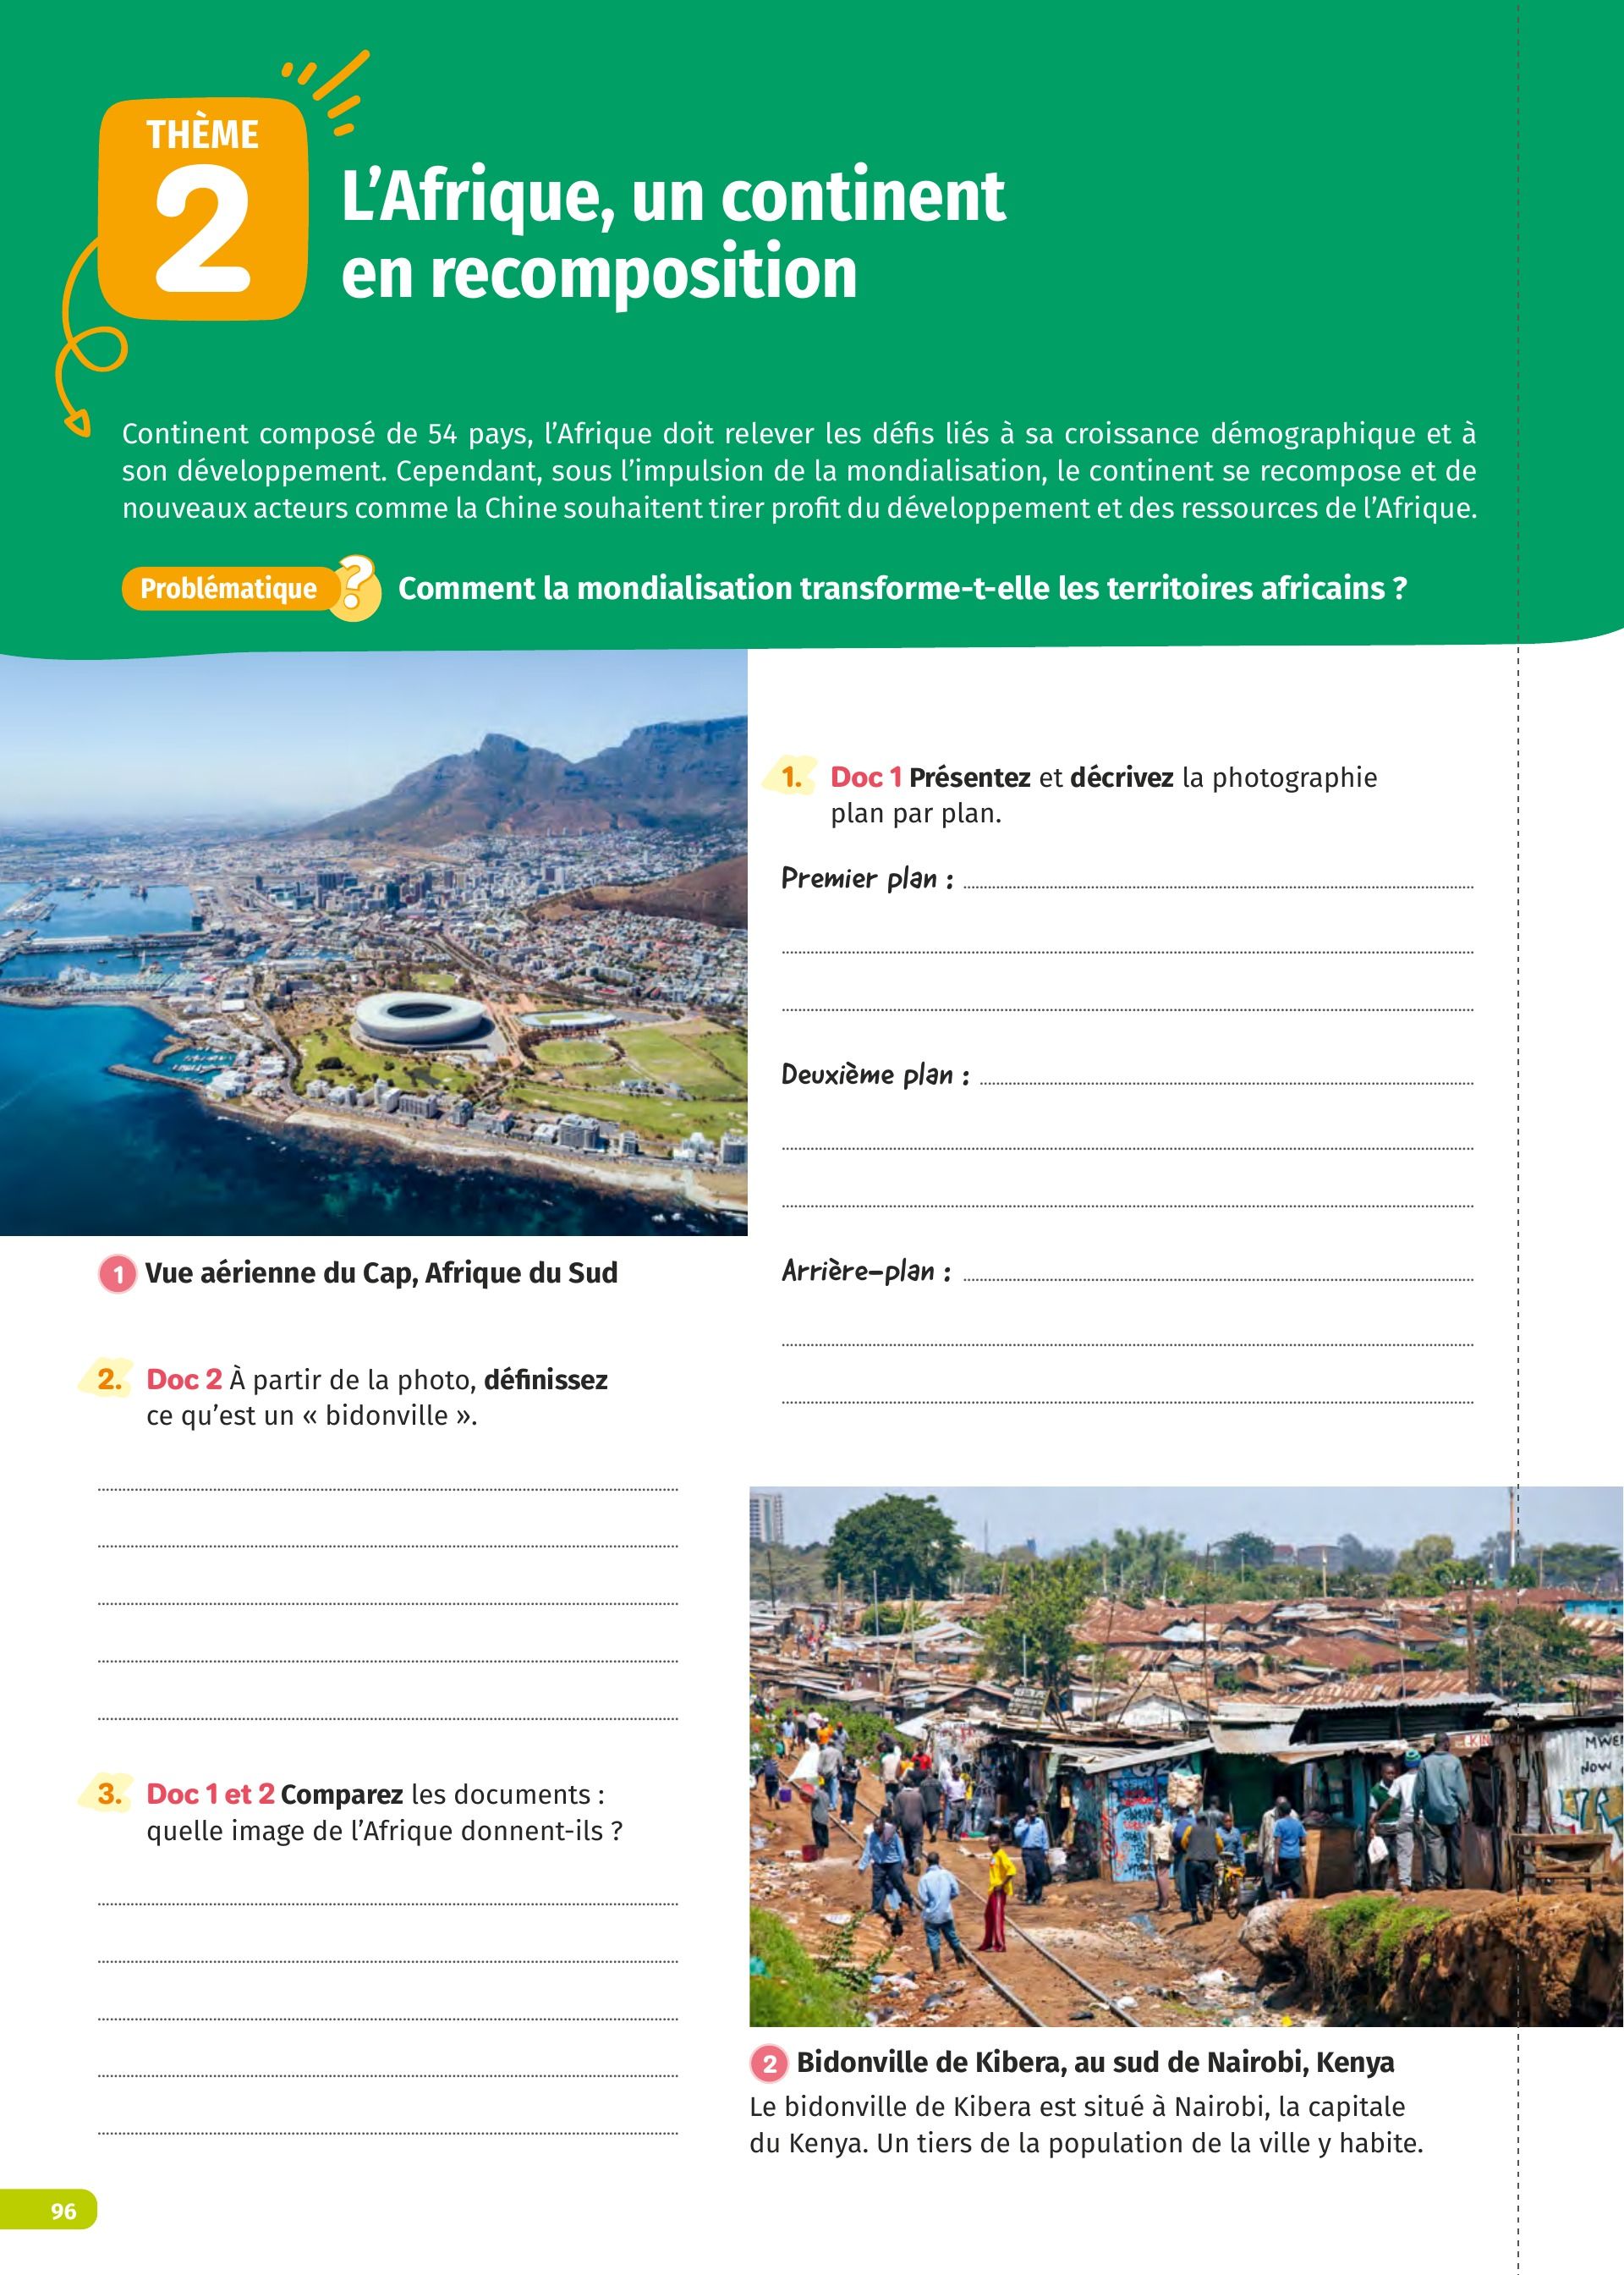 THÈME
2
L’Afrique, un continent
en recomposition
Continent composé de 54 pays, l’Afrique doit relever les défis liés à sa croissance démographique et à
son développement. Cependant, sous l’impulsion de la mondialisation, le continent se recompose et de
nouveaux acteurs comme la Chine souhaitent tirer profit du développement et des ressources de l’Afrique.
Problématique ? Comment la mondialisation transforme-t-elle les territoires africains ?
1 Vue aérienne du Cap, Afrique du Sud
1. Doc 1 Présentez et décrivez la photographie
plan par plan.
Premier plan :
Deuxième plan :
Arrière-plan :
2. Doc 2 À partir de la photo, définissez
ce qu’est un « bidonville ».
3. Doc 1 et 2 Comparez les documents :
quelle image de l’Afrique donnent-ils ?
2 Bidonville de Kibera, au sud de Nairobi, Kenya
Le bidonville de Kibera est situé à Nairobi, la capitale
du Kenya. Un tiers de la population de la ville y habite.
96